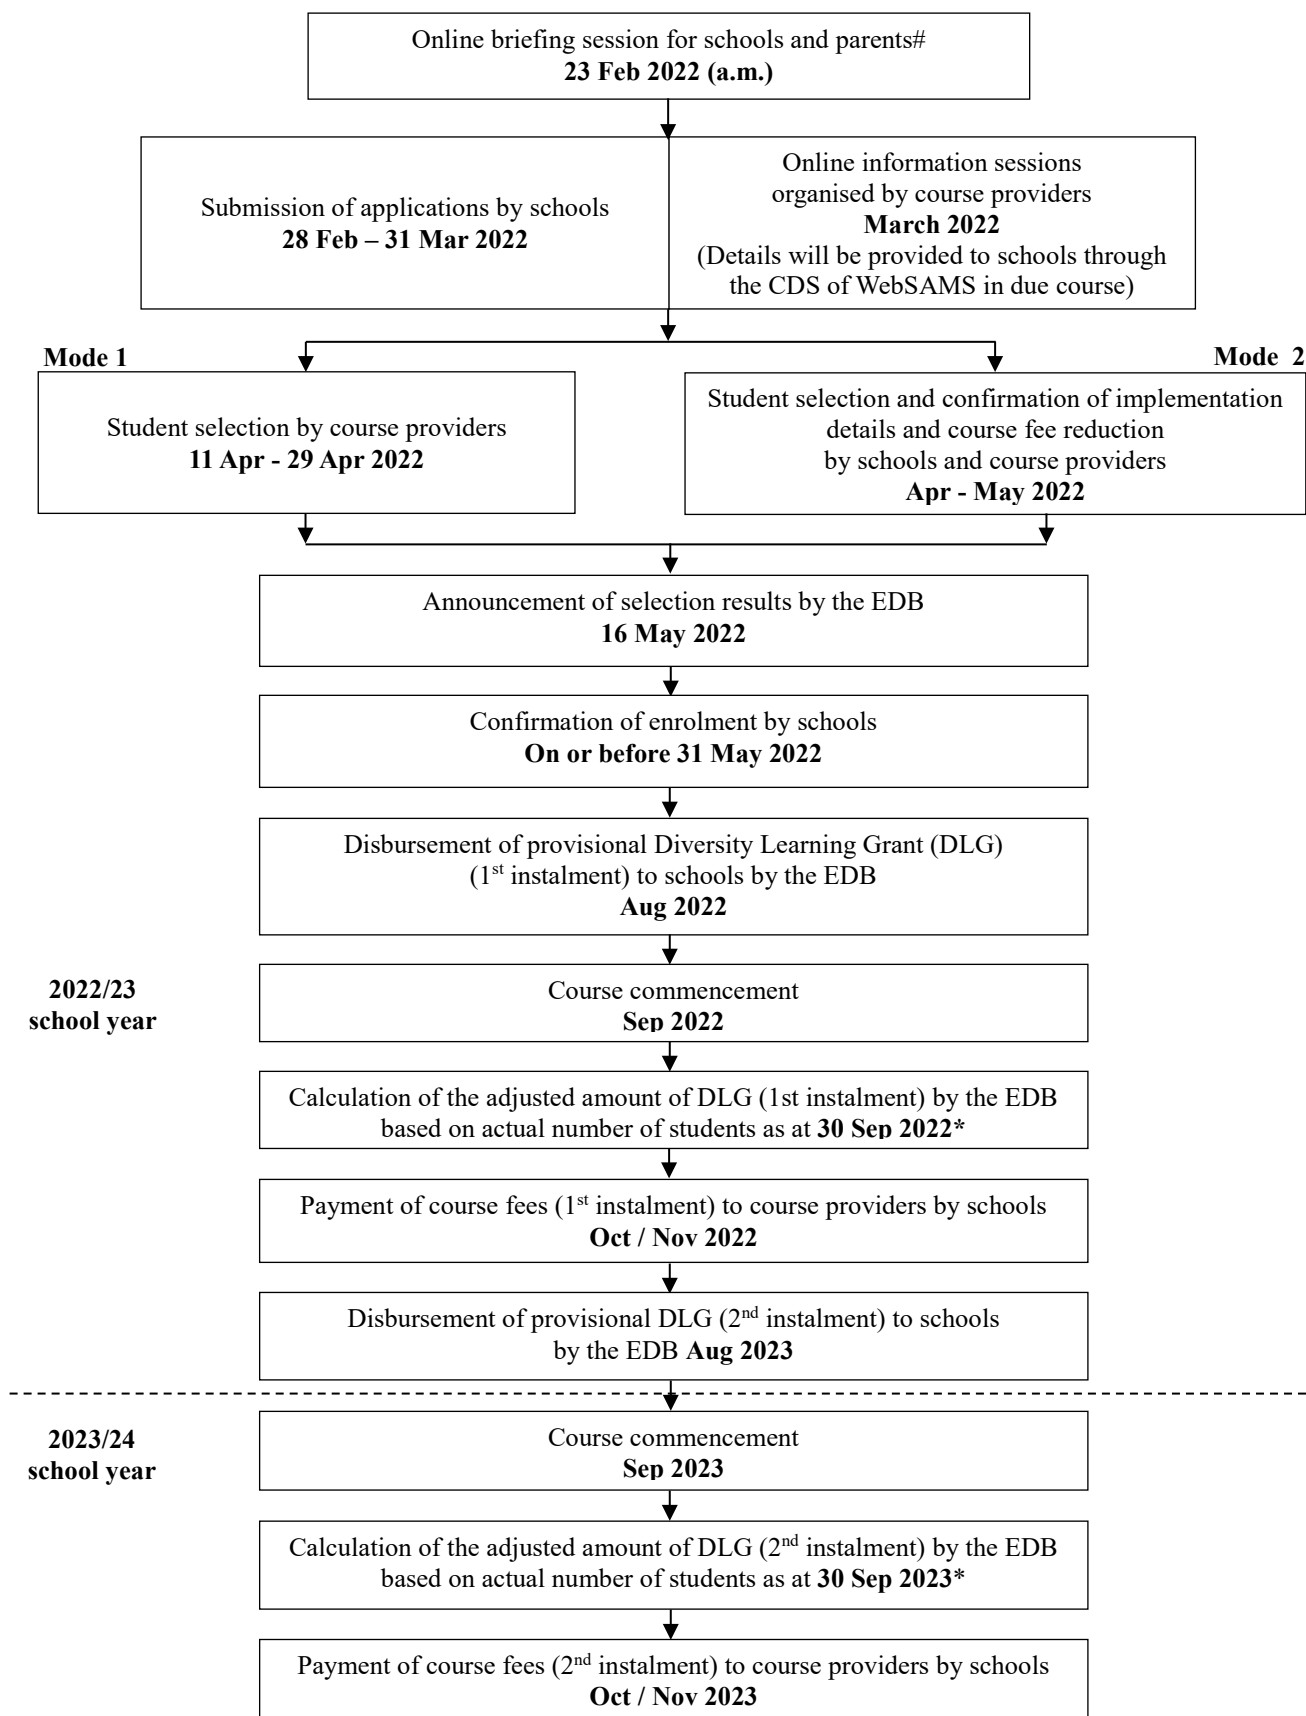 Online briefing session for schools and parents#
23 Feb 2022 (a.m.)
Submission of applications by schools
28 Feb – 31 Mar 2022
Online information sessions
organised by course providers
March 2022
(Details will be provided to schools through
the CDS of WebSAMS in due course)
Mode 1
Student selection by course providers
11 Apr - 29 Apr 2022
Mode 2
Student selection and confirmation of implementation
details and course fee reduction
by schools and course providers
Apr - May 2022
Announcement of selection results by the EDB
16 May 2022
Confirmation of enrolment by schools
On or before 31 May 2022
Disbursement of provisional Diversity Learning Grant (DLG)
(1st instalment) to schools by the EDB
Aug 2022
2022/23
school year
Course commencement
Sep 2022
Calculation of the adjusted amount of DLG (1st instalment) by the EDB
based on actual number of students as at 30 Sep 2022*
Payment of course fees (1st instalment) to course providers by schools
Oct / Nov 2022
Disbursement of provisional DLG (2nd instalment) to schools
by the EDB Aug 2023
2023/24
school year
Course commencement
Sep 2023
Calculation of the adjusted amount of DLG (2nd instalment) by the EDB
based on actual number of students as at 30 Sep 2023*
Payment of course fees (2nd instalment) to course providers by schools
Oct / Nov 2023